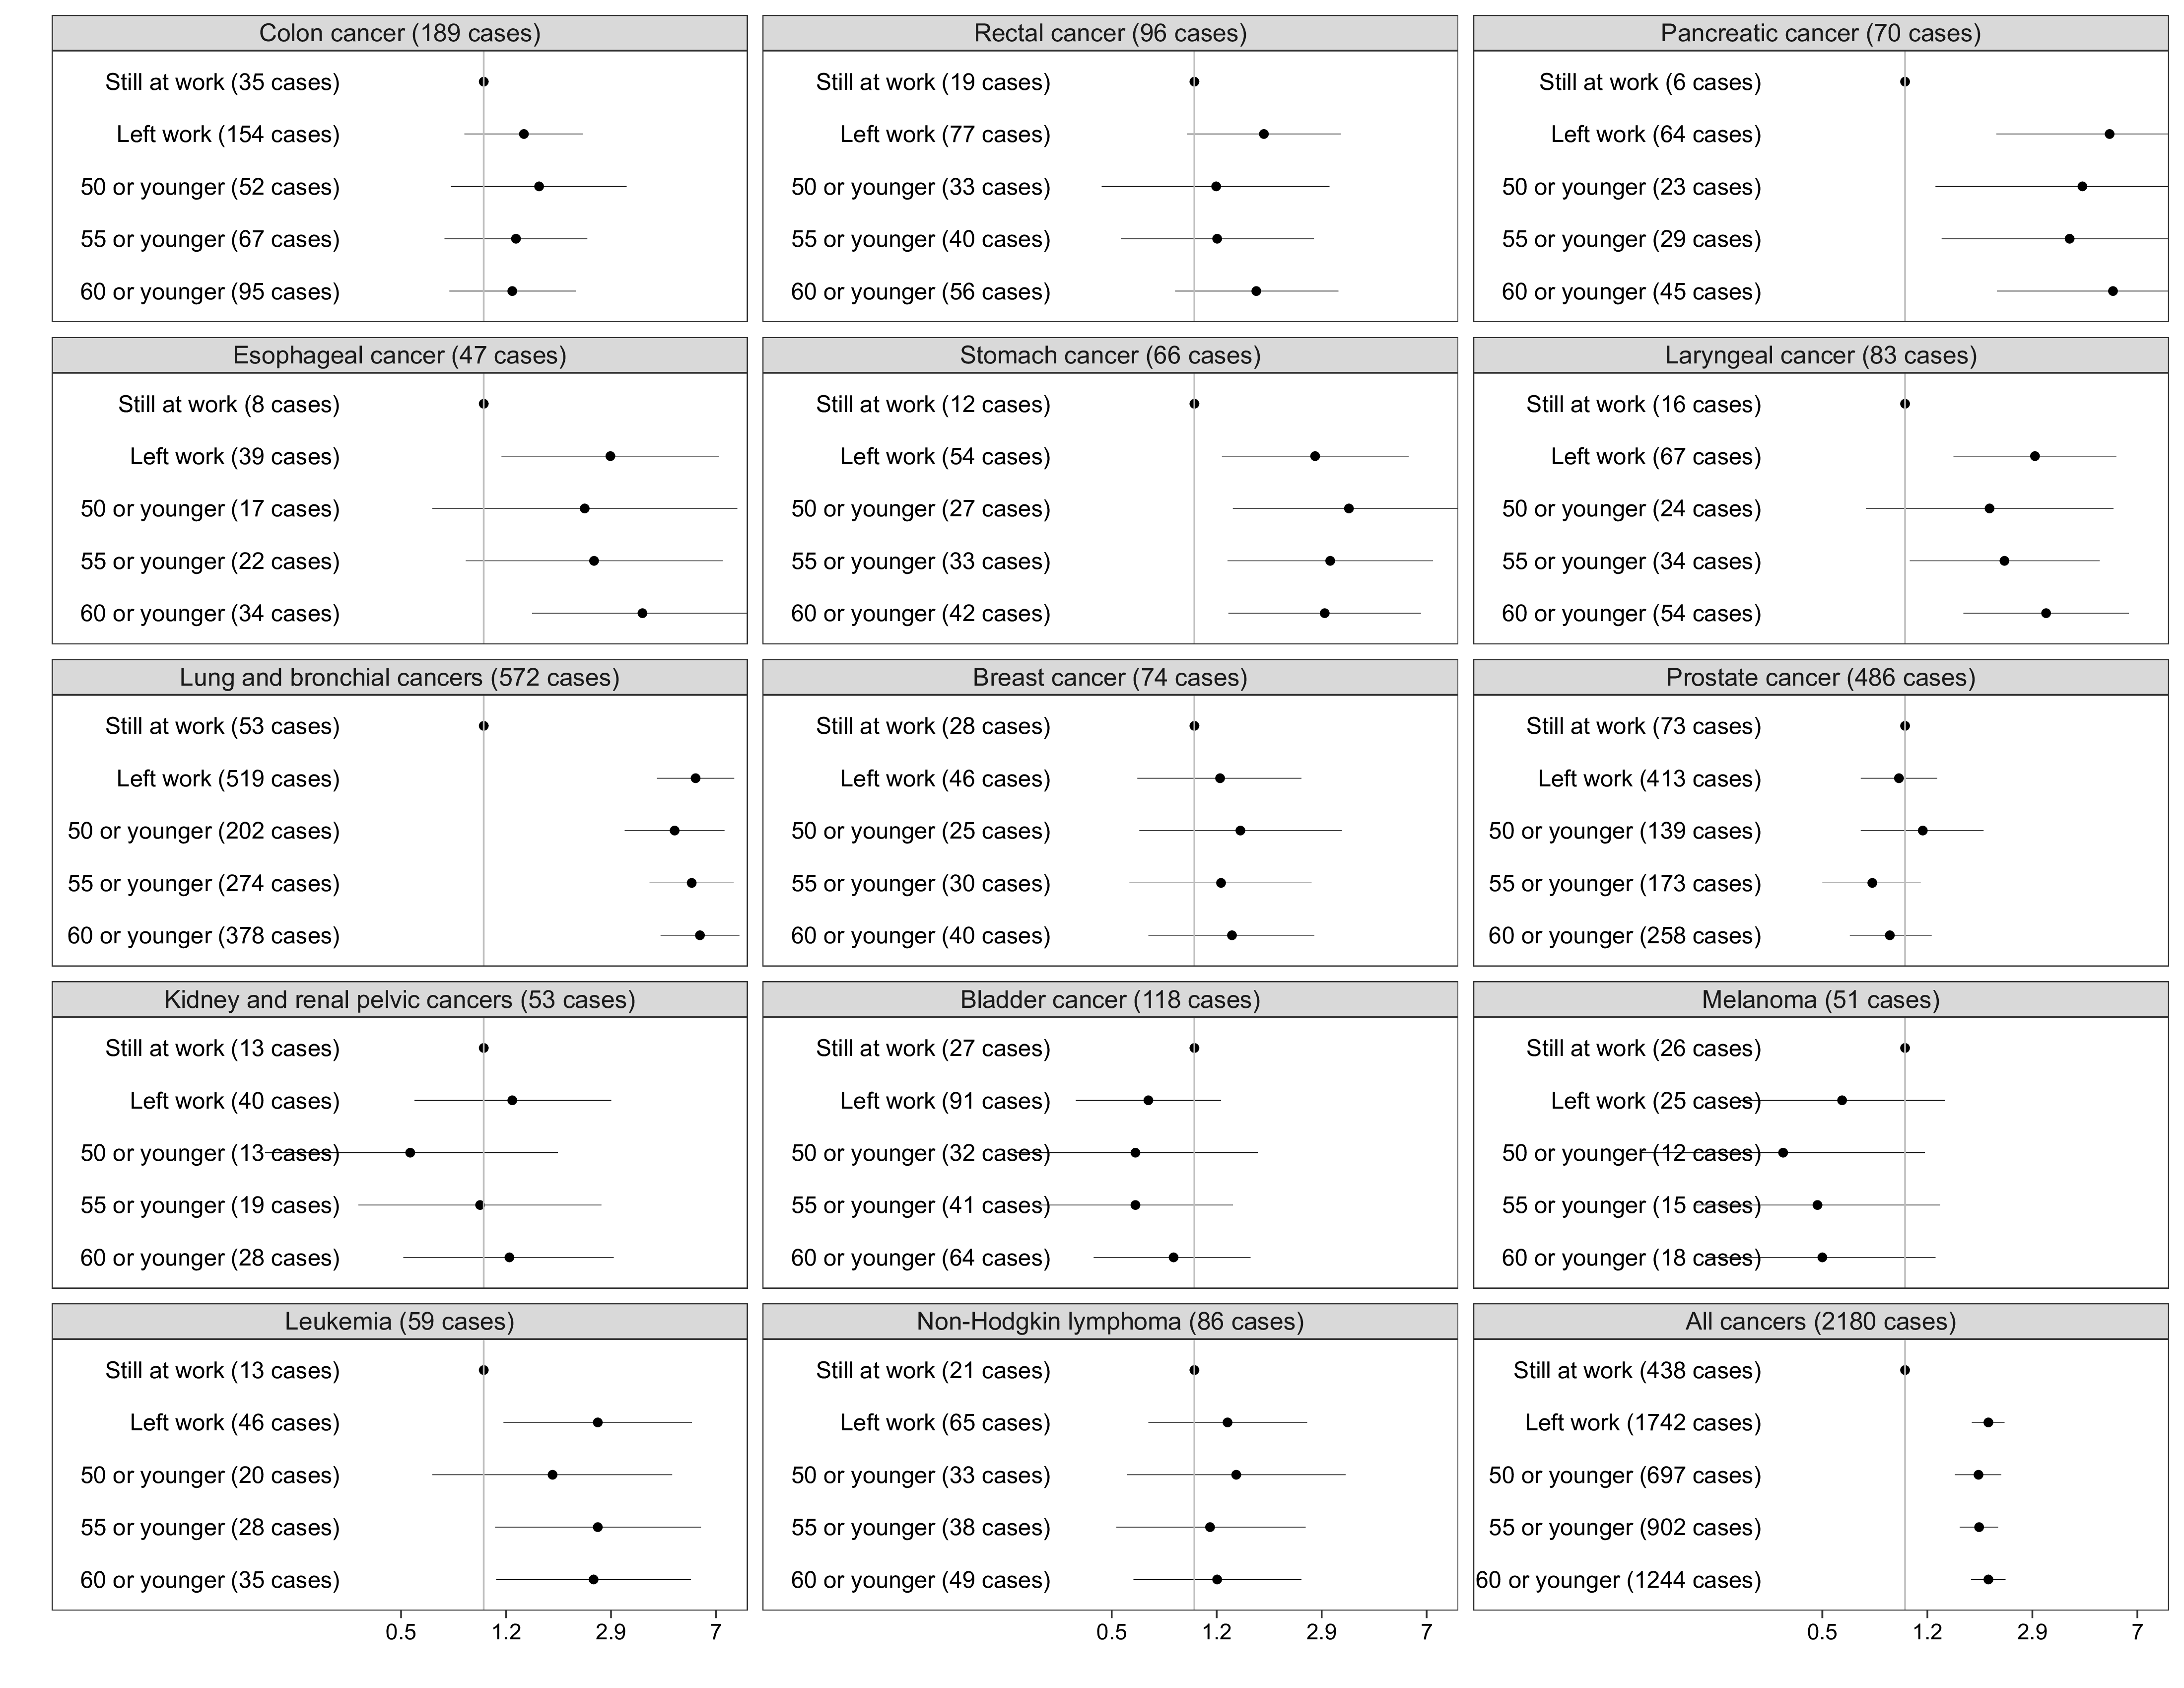 Colon cancer (189 cases)
Still at work (35 cases)
Left work (154 cases)
50 or younger (52 cases)
55 or younger (67 cases)
60 or younger (95 cases)
Rectal cancer (96 cases)
Still at work (19 cases)
Left work (77 cases)
50 or younger (33 cases)
55 or younger (40 cases)
60 or younger (56 cases)
Pancreatic cancer (70 cases)
Still at work (6 cases)
Left work (64 cases)
50 or younger (23 cases)
55 or younger (29 cases)
60 or younger (45 cases)
Esophageal cancer (47 cases)
Still at work (8 cases)
Left work (39 cases)
50 or younger (17 cases)
55 or younger (22 cases)
60 or younger (34 cases)
Stomach cancer (66 cases)
Still at work (12 cases)
Left work (54 cases)
50 or younger (27 cases)
55 or younger (33 cases)
60 or younger (42 cases)
Laryngeal cancer (83 cases)
Still at work (16 cases)
Left work (67 cases)
50 or younger (24 cases)
55 or younger (34 cases)
60 or younger (54 cases)
Lung and bronchial cancers (572 cases)
Still at work (53 cases)
Left work (519 cases)
50 or younger (202 cases)
55 or younger (274 cases)
60 or younger (378 cases)
Breast cancer (74 cases)
Still at work (28 cases)
Left work (46 cases)
50 or younger (25 cases)
55 or younger (30 cases)
60 or younger (40 cases)
Prostate cancer (486 cases)
Still at work (73 cases)
Left work (413 cases)
50 or younger (139 cases)
55 or younger (173 cases)
60 or younger (258 cases)
Kidney and renal pelvic cancers (53 cases)
Still at work (13 cases)
Left work (40 cases)
50 or younger (13 cases)
55 or younger (19 cases)
60 or younger (28 cases)
Bladder cancer (118 cases)
Still at work (27 cases)
Left work (91 cases)
50 or younger (32 cases)
55 or younger (41 cases)
60 or younger (64 cases)
Melanoma (51 cases)
Still at work (26 cases)
Left work (25 cases)
50 or younger (12 cases)
55 or younger (15 cases)
60 or younger (18 cases)
Leukemia (59 cases)
Still at work (13 cases)
Left work (46 cases)
50 or younger (20 cases)
55 or younger (28 cases)
60 or younger (35 cases)
Non-Hodgkin lymphoma (86 cases)
Still at work (21 cases)
Left work (65 cases)
50 or younger (33 cases)
55 or younger (38 cases)
60 or younger (49 cases)
All cancers (2180 cases)
Still at work (438 cases)
Left work (1742 cases)
50 or younger (697 cases)
55 or younger (902 cases)
60 or younger (1244 cases)
0.5 1.2 2.9 7
0.5 1.2 2.9 7
0.5 1.2 2.9 7